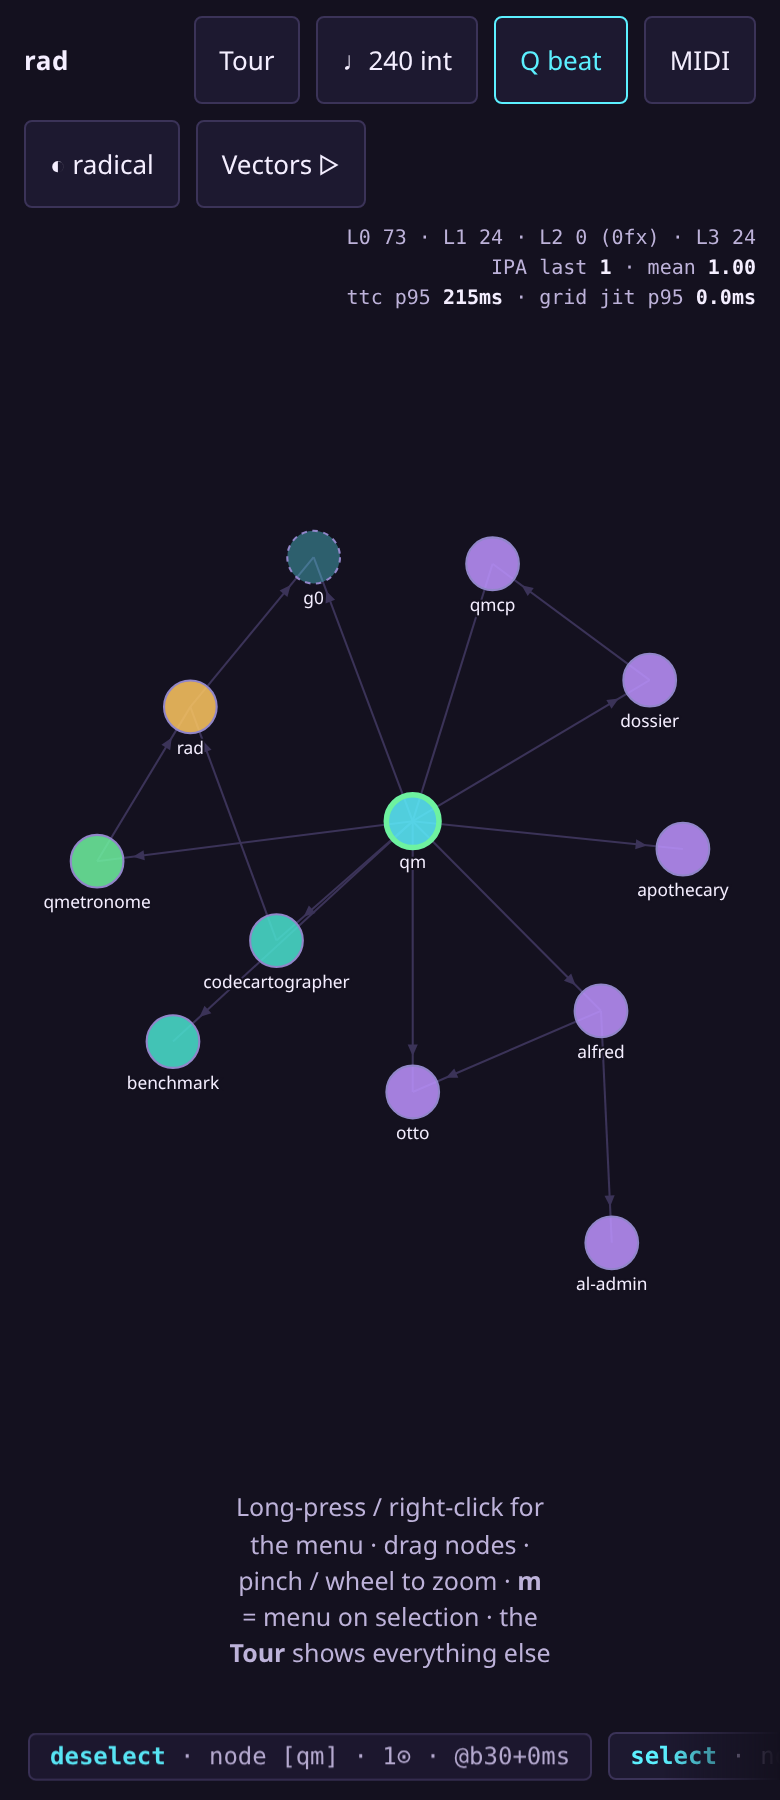 rad
Tour
♩ 240 int
Q beat
MIDI
◐ radical
Vectors ▷
L0 73 · L1 24 · L2 0 (0fx) · L3 24
IPA last 1 · mean 1.00
ttc p95 215ms · grid jit p95 0.0ms
g0
qmcp
dossier
rad
qm
apothecary
qmetronome
codecartographer
alfred
benchmark
otto
al-admin
Long-press / right-click for
the menu · drag nodes ·
pinch / wheel to zoom · m
= menu on selection · the
Tour shows everything else
deselect · node [qm] · 1⊙ · @b30+0ms
select ·